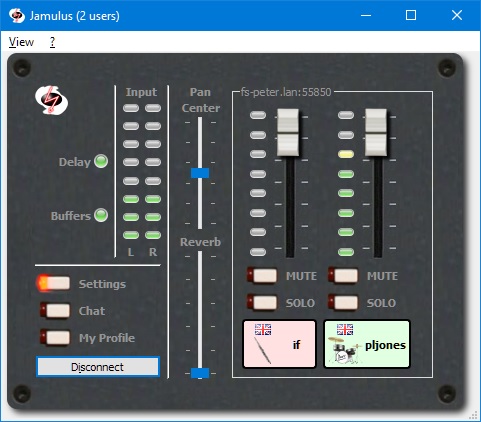 Jamulus (2 users)
View ?
Input
Pan
Center
fs-peter.lan:55850
Delay
Buffers
L R
Reverb
Settings
Chat
My Profile
Disconnect
MUTE MUTE
SOLO SOLO
if pljones